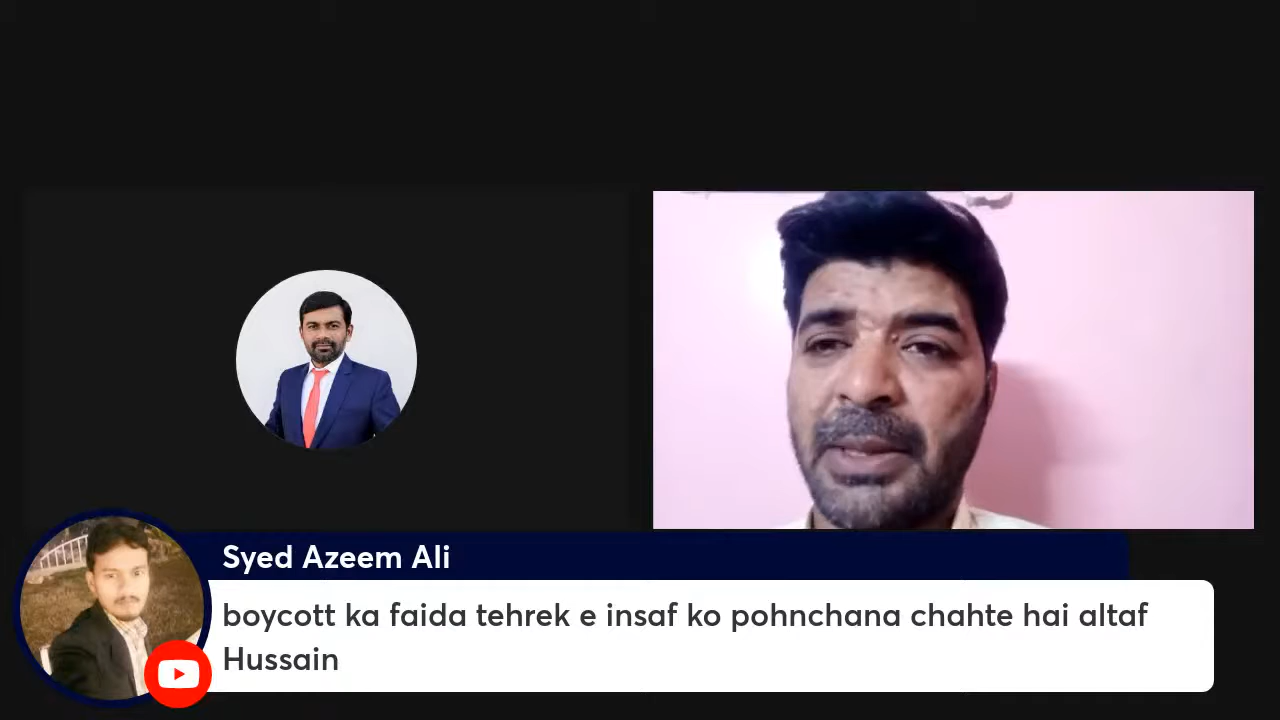 Syed Azeem Ali
boycott ka faida tehrek e insaf ko pohnchana chahte hai altaf
Hussain